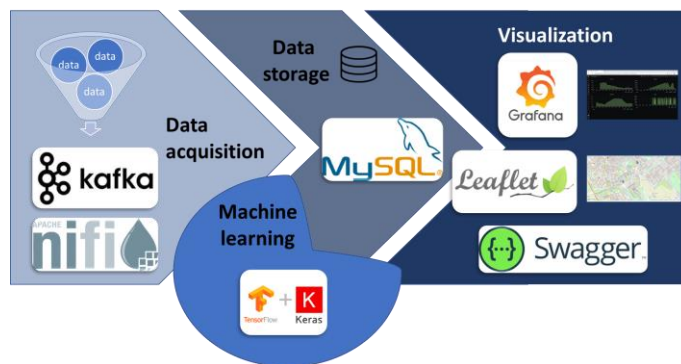 data
data
data
Data
acquisition
kafka
APACHE
nifi
Data
storage
MySQL
Machine
learning
TensorFlow
+
K
Keras
Visualization
Grafana
Leaflet
{···}
Swagger